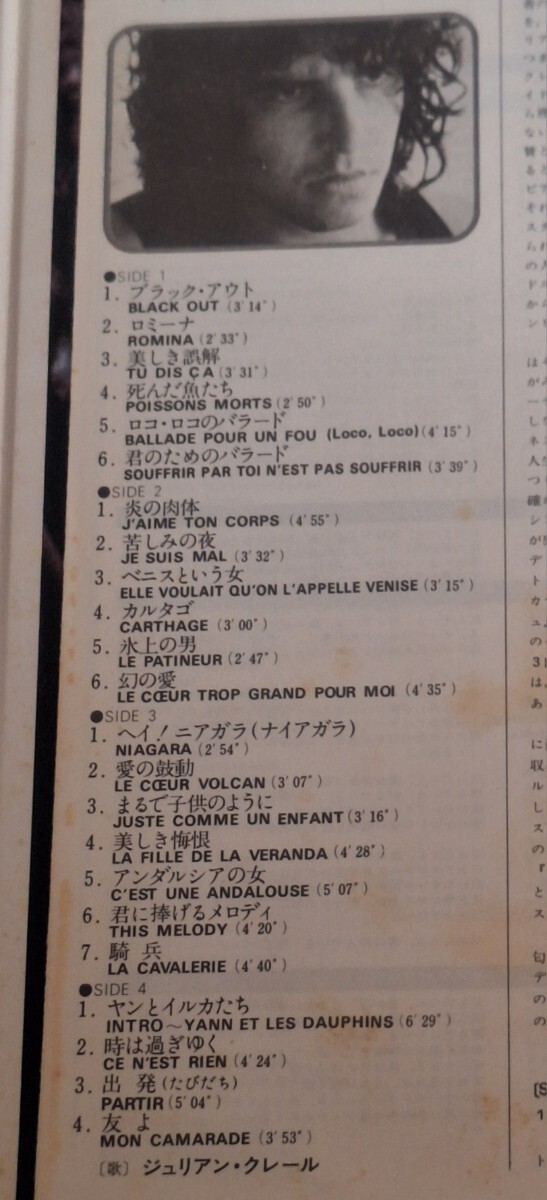 ●SIDE 1
1. ブラック・アウト
BLACK OUT (3'14")
2. ロミーナ
ROMINA (2'33")
3. 美しき誤解
TU DIS ÇA (3'31")
4. 死んだ魚たち
POISSONS MORTS (2'50")
5. ロコ・ロコのバラード
BALLADE POUR UN FOU (Loco, Loco) (4'15")
6. 君のためのバラード
SOUFFRIR PAR TOI N'EST PAS SOUFFRIR (3'39")
●SIDE 2
1. 炎の肉体
J'AIME TON CORPS (4'55")
2. 苦しみの夜
JE SUIS MAL (3'32")
3. ベニスという女
ELLE VOULAIT QU'ON L'APPELLE VENISE (3'15")
4. カルタゴ
CARTHAGE (3'00")
5. 氷上の男
LE PATINEUR (2'47")
6. 幻の愛
LE CŒUR TROP GRAND POUR MOI (4'35")
●SIDE 3
1. ヘイ！ニアガラ(ナイアガラ)
NIAGARA (2'54")
2. 愛の鼓動
LE CŒUR VOLCAN (3'07")
3. まるで子供のように
JUSTE COMME UN ENFANT (3'16")
4. 美しき悔恨
LA FILLE DE LA VERANDA (4'28")
5. アンダルシアの女
C'EST UNE ANDALOUSE (5'07")
6. 君に捧げるメロディ
THIS MELODY (4'20")
7. 騎兵
LA CAVALERIE (4'40")
●SIDE 4
1. ヤンとイルカたち
INTRO～YANN ET LES DAUPHINS (6'29")
2. 時は過ぎゆく
CE N'EST RIEN (4'24")
3. 出発(たびだち)
PARTIR (5'04")
4. 友よ
MON CAMARADE (3'53")
〔歌〕ジュリアン・クレール